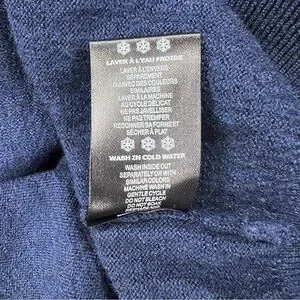 LAVER À L'EAU FROIDE
LAVER À L'ENVERS
SÉPARÉMENT
OU AVEC DES COULEURS
SIMILAIRES
LAVER À LA MACHINE
AU CYCLE DÉLICAT
NE PAS JAVELLISER
NE PAS TREMPER
REDONNER SA FORME ET
SÉCHER À PLAT
WASH IN COLD WATER
WASH INSIDE OUT
SEPARATELY OR WITH
SIMILAR COLORS
MACHINE WASH IN
GENTLE CYCLE
DO NOT BLEACH
DO NOT SOAK